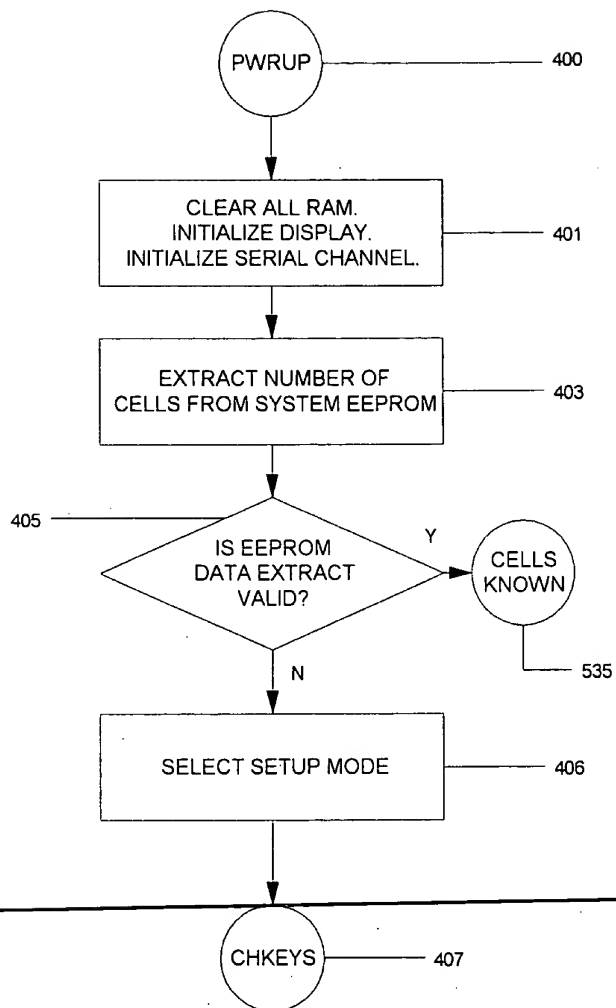 PWRUP
400
CLEAR ALL RAM.
INITIALIZE DISPLAY.
INITIALIZE SERIAL CHANNEL.
401
EXTRACT NUMBER OF
CELLS FROM SYSTEM EEPROM
403
405
IS EEPROM
DATA EXTRACT
VALID?
Y
CELLS
KNOWN
535
N
SELECT SETUP MODE
406
CHKEYS
407